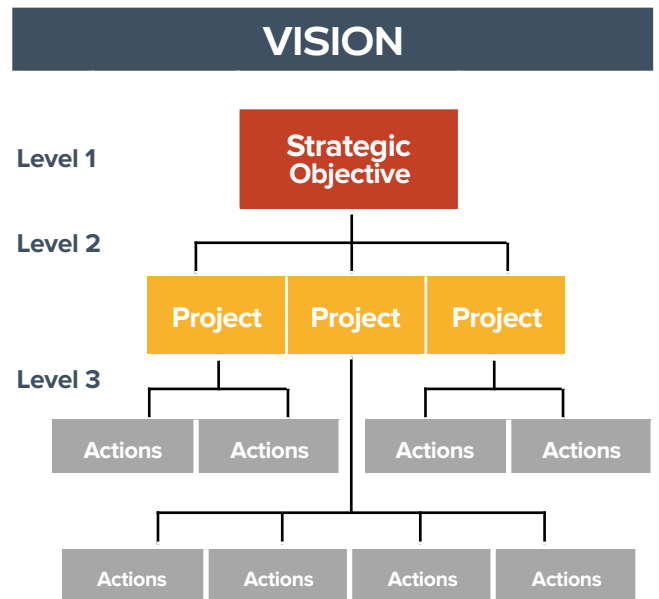 VISION
Level 1
Strategic
Objective
Level 2
Project Project Project
Level 3
Actions Actions Actions Actions
Actions Actions Actions Actions